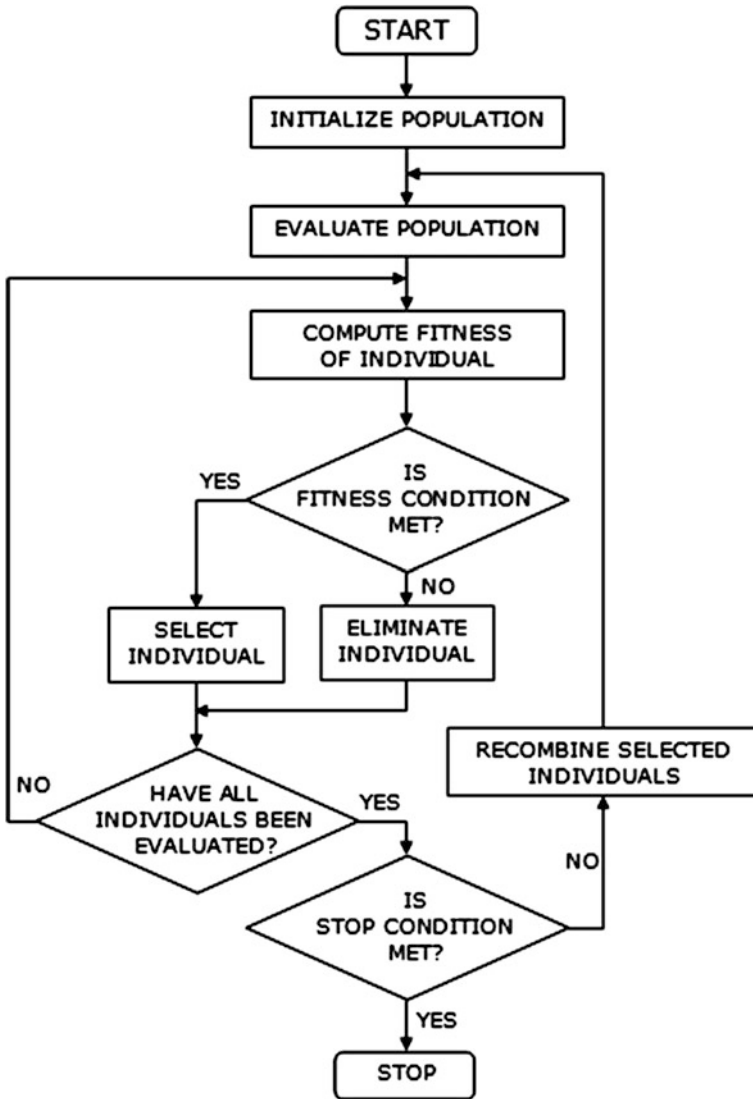 START
INITIALIZE POPULATION
EVALUATE POPULATION
COMPUTE FITNESS
OF INDIVIDUAL
YES
IS
FITNESS CONDITION
MET?
NO
SELECT
INDIVIDUAL
ELIMINATE
INDIVIDUAL
RECOMBINE SELECTED
INDIVIDUALS
NO
HAVE ALL
INDIVIDUALS BEEN
EVALUATED?
YES
IS
STOP CONDITION
MET?
NO
YES
STOP